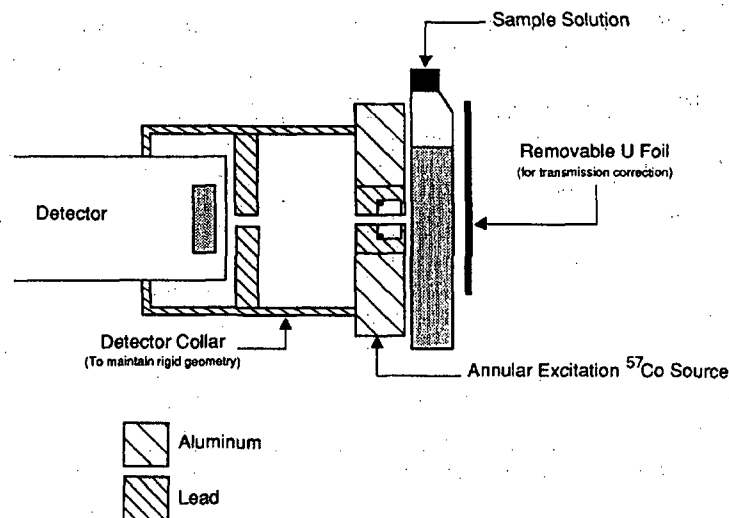 Sample Solution
Removable U Foil
(for transmission correction)
Detector
Detector Collar
(To maintain rigid geometry)
Annular Excitation ⁵⁷Co Source
Aluminum
Lead